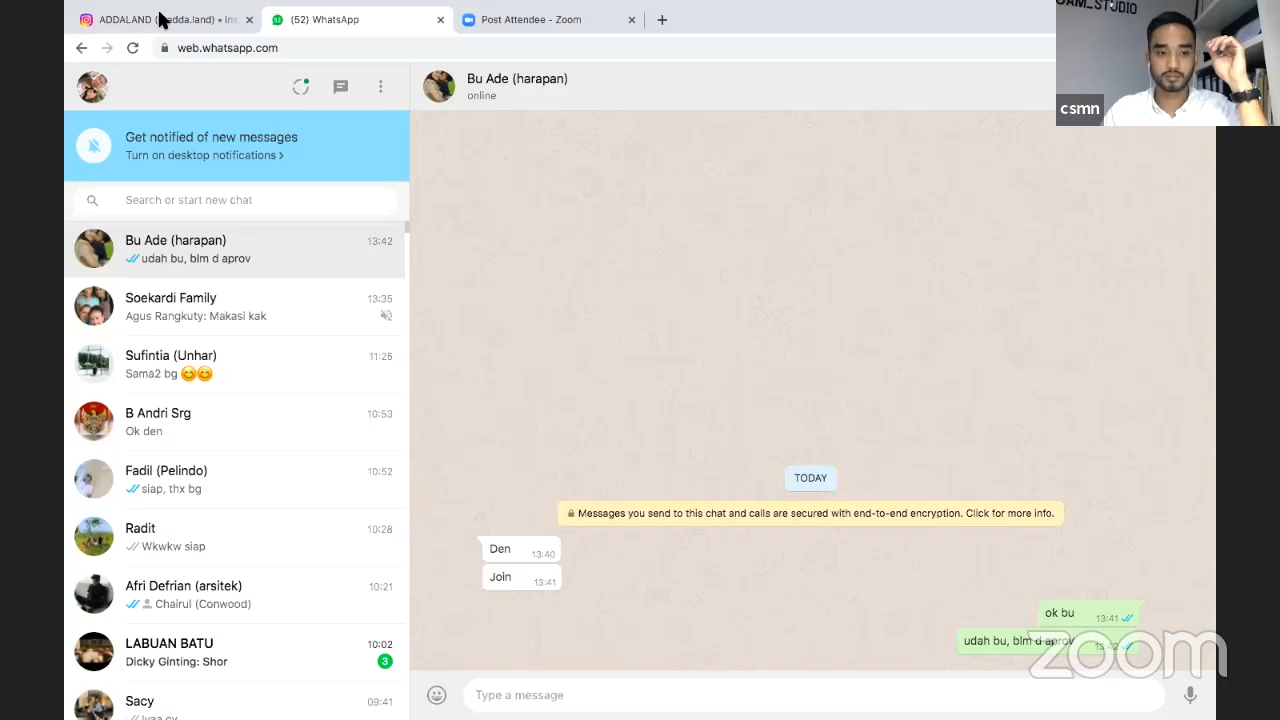 ADDALAND
adda.land) • Ins
(52) WhatsApp
Post Attendee - Zoom
web.whatsapp.com
_STUDIO
csmn
Bu Ade (harapan)
online
Get notified of new messages
Turn on desktop notifications >
Search or start new chat
Bu Ade (harapan)
13:42
udah bu, blm d aprov
Soekardi Family
13:35
Agus Rangkuty: Makasi kak
Sufintia (Unhar)
11:25
Sama2 bg 😊😊
B Andri Srg
10:53
Ok den
Fadil (Pelindo)
10:52
siap, thx bg
Radit
10:28
Wkwkw siap
Afri Defrian (arsitek)
10:21
Chairul (Conwood)
LABUAN BATU
10:02
Dicky Ginting: Shor
3
Sacy
09:41
TODAY
Messages you send to this chat and calls are secured with end-to-end encryption. Click for more info.
Den
13:40
Join
13:41
ok bu
13:41
udah bu, blm d aprov
13:42
Type a message
zoom